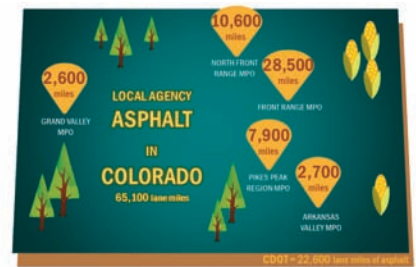 10,600
miles
NORTH FRONT
RANGE MPO
28,500
miles
FRONT RANGE MPO
2,600
miles
GRAND VALLEY
MPO
LOCAL AGENCY
ASPHALT
IN
COLORADO
65,100 lane miles
7,900
miles
PIKES PEAK
REGION MPO
2,700
miles
ARKANSAS
VALLEY MPO
CDOT = 22,600 lane miles of asphalt